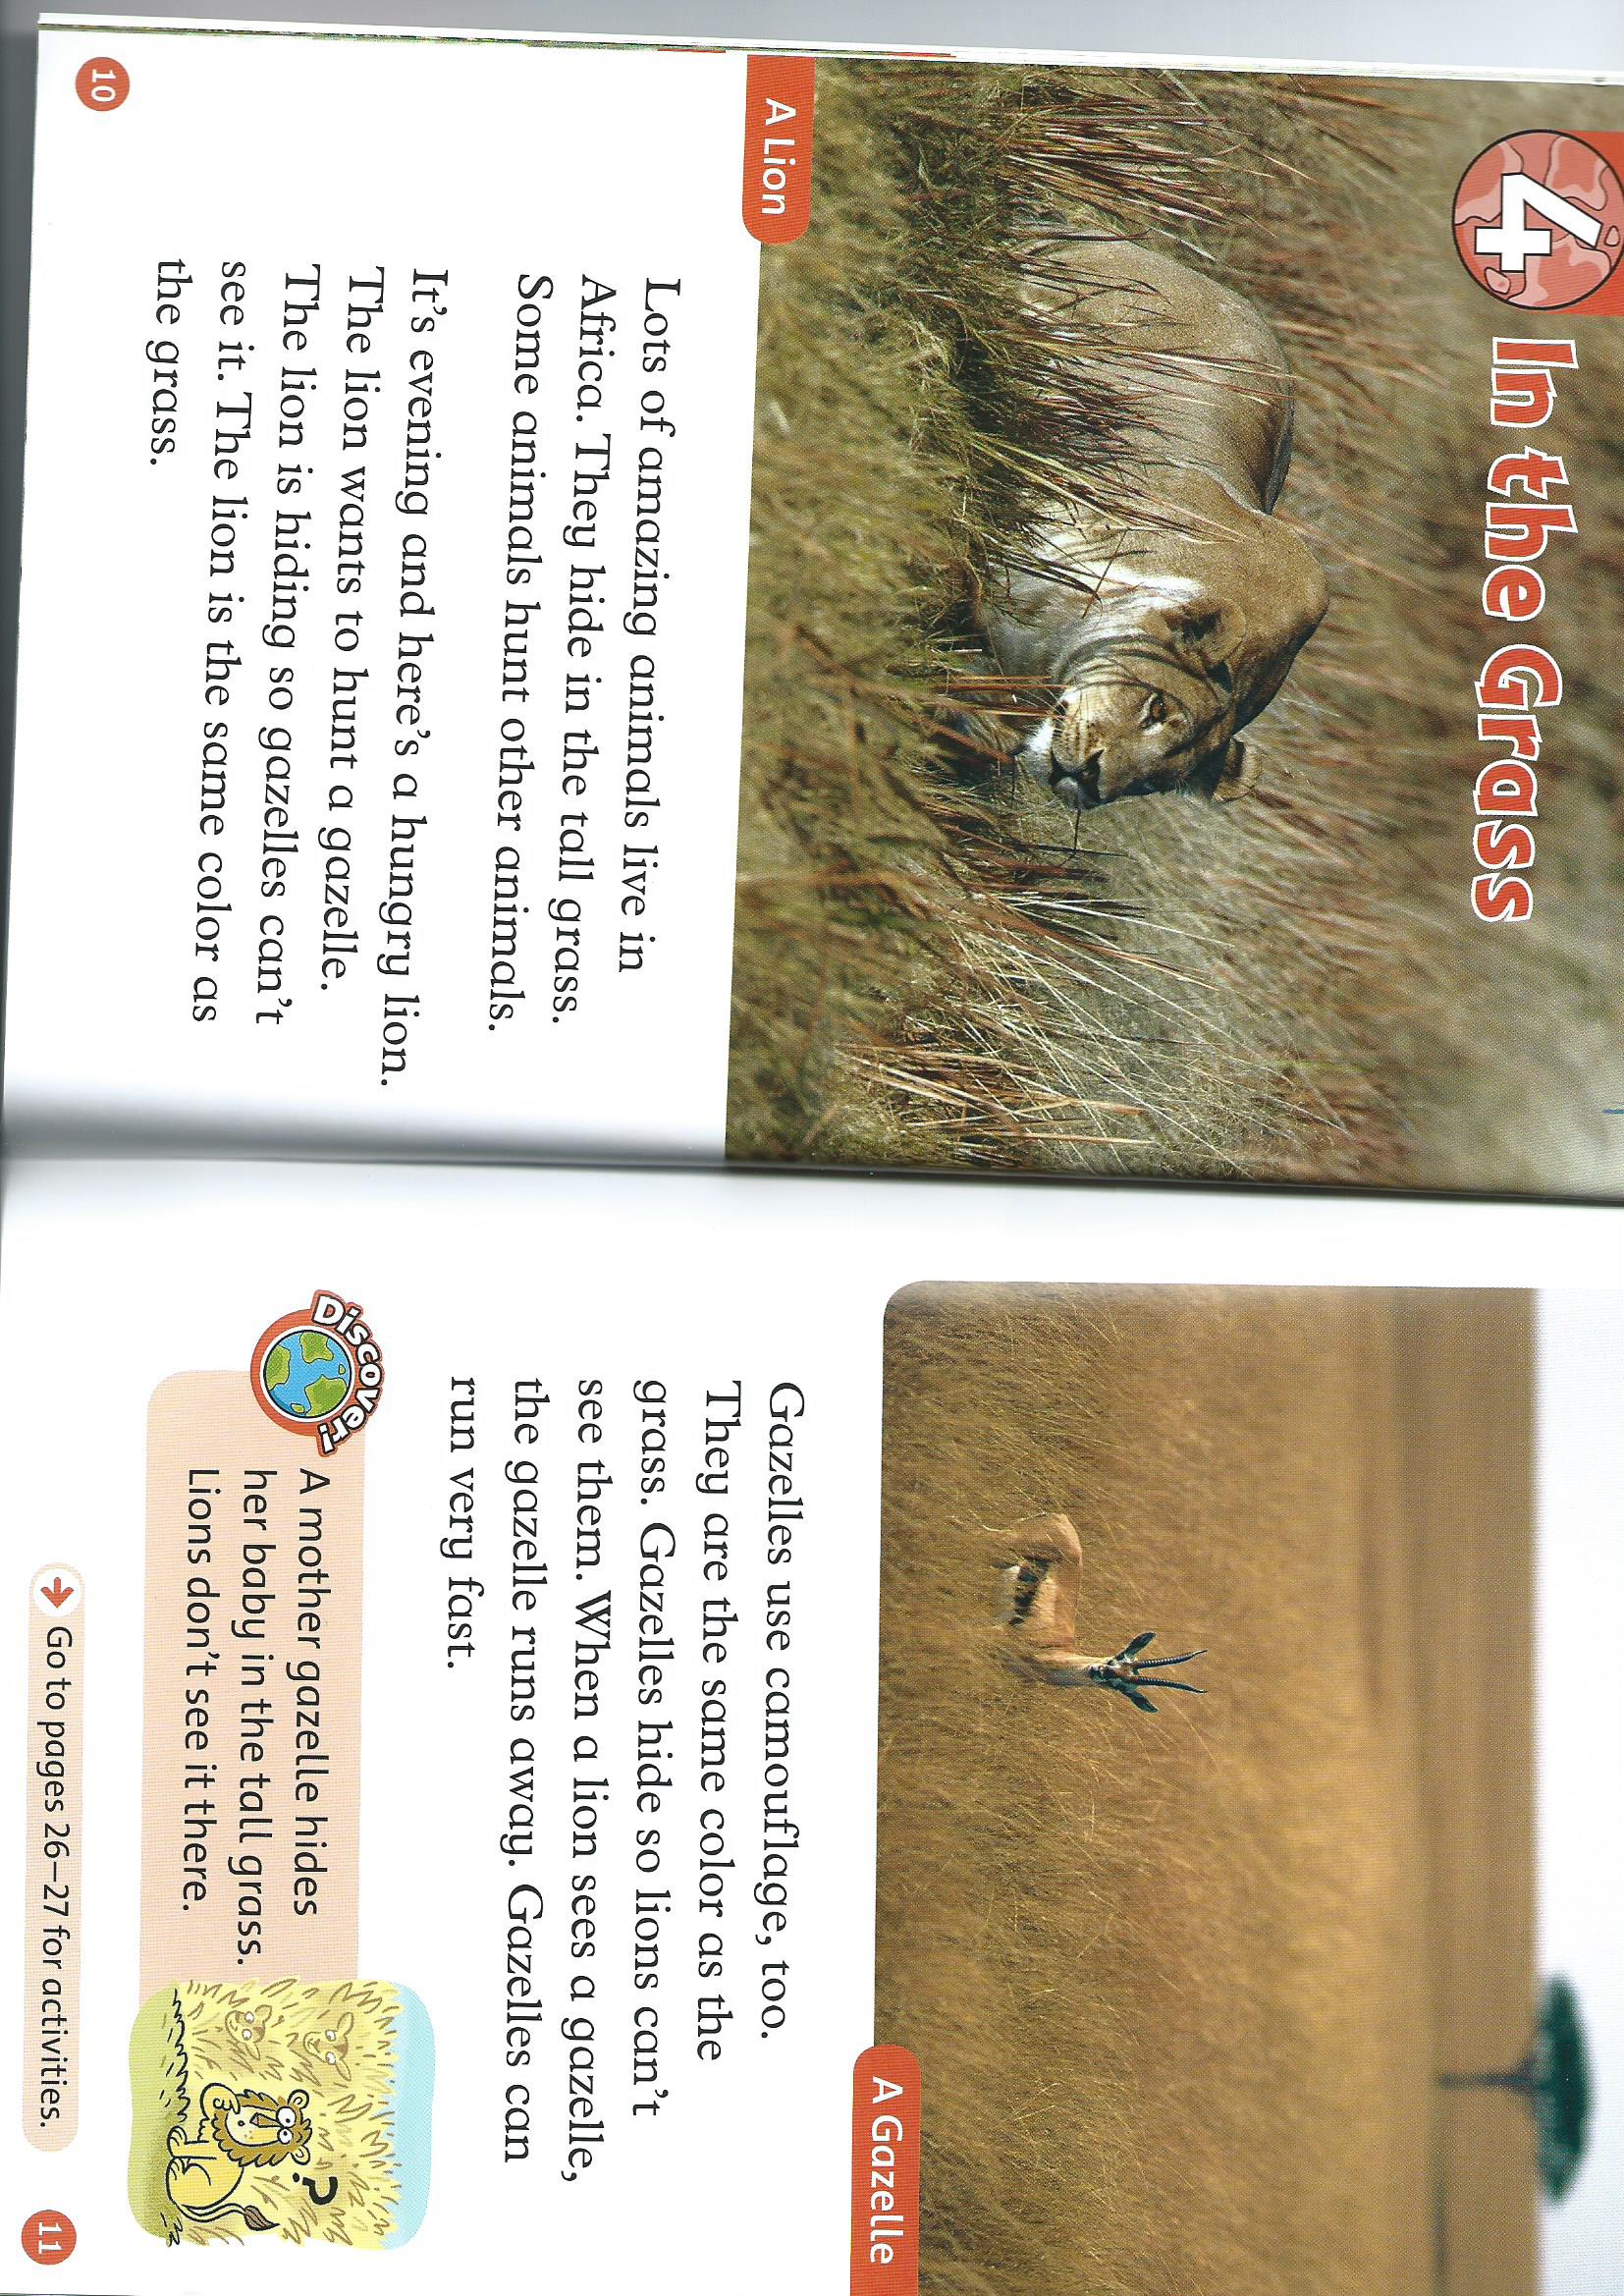 4
In the Grass
A Lion
Lots of amazing animals live in
Africa. They hide in the tall grass.
Some animals hunt other animals.
It's evening and here's a hungry lion.
The lion wants to hunt a gazelle.
The lion is hiding so gazelles can't
see it. The lion is the same color as
the grass.
10
A Gazelle
Gazelles use camouflage, too.
They are the same color as the
grass. Gazelles hide so lions can't
see them. When a lion sees a gazelle,
the gazelle runs away. Gazelles can
run very fast.
Discover!
A mother gazelle hides
her baby in the tall grass.
Lions don't see it there.
?
➔ Go to pages 26–27 for activities.
11